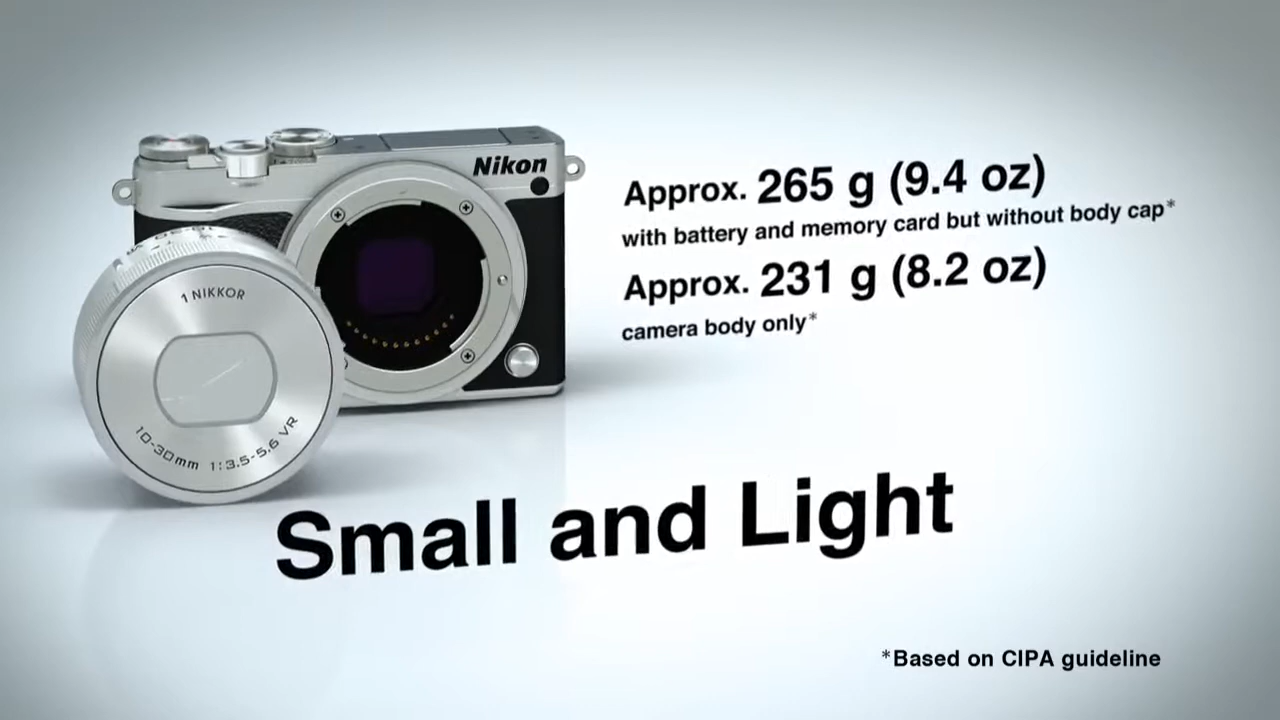 Nikon
Approx. 265 g (9.4 oz)
with battery and memory card but without body cap*
Approx. 231 g (8.2 oz)
camera body only*
1 NIKKOR
10-30mm 1:3.5-5.6 VR
Small and Light
*Based on CIPA guideline